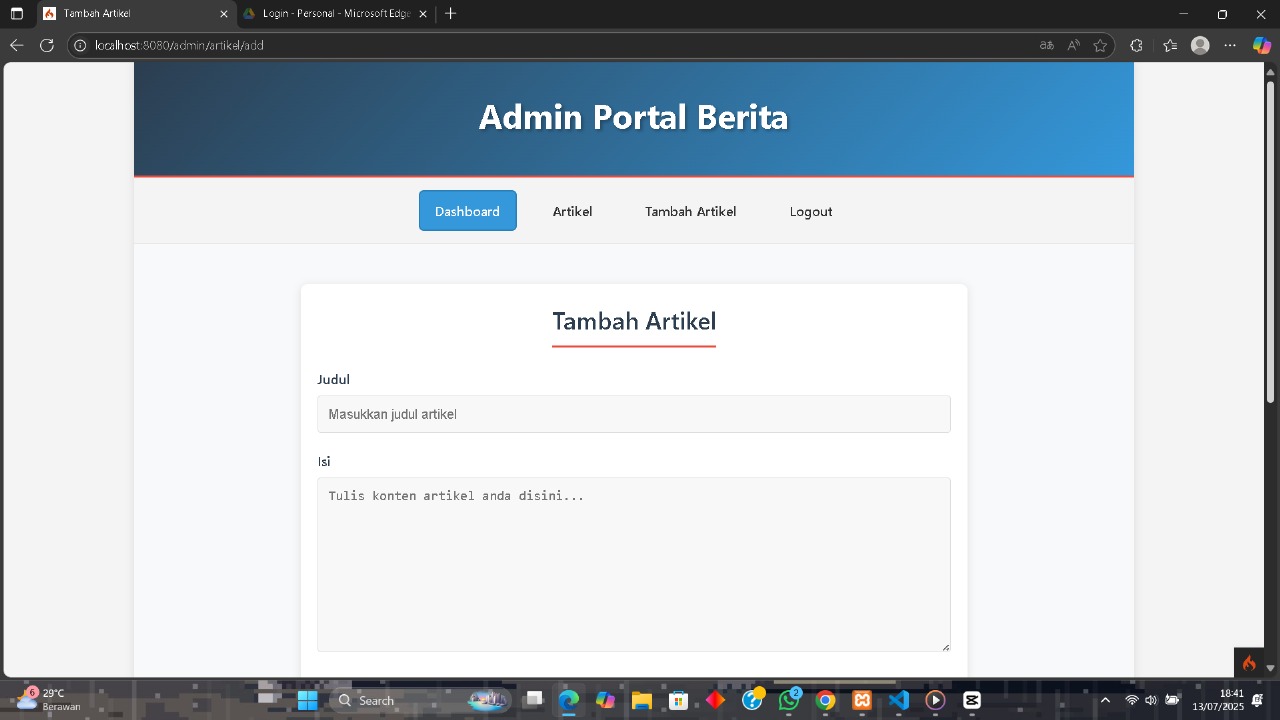 Tambah Artikel
Login - Personal - Microsoft Edge
localhost:8080/admin/artikel/add
Admin Portal Berita
Dashboard Artikel Tambah Artikel Logout
Tambah Artikel
Judul
Masukkan judul artikel
Isi
Tulis konten artikel anda disini...
6
29°C
Berawan
Search
2
18:41
13/07/2025